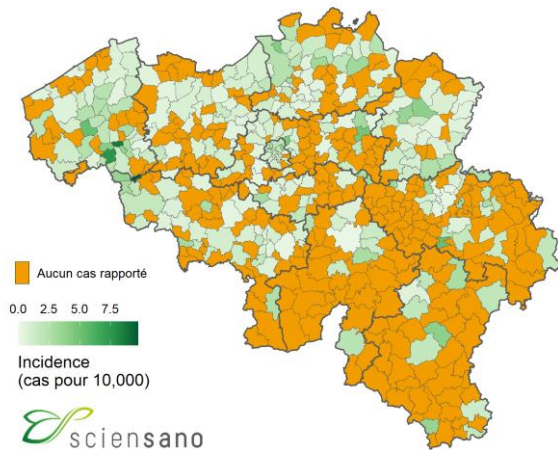 Aucun cas rapporté
0.0 2.5 5.0 7.5
Incidence
(cas pour 10,000)
sciensano